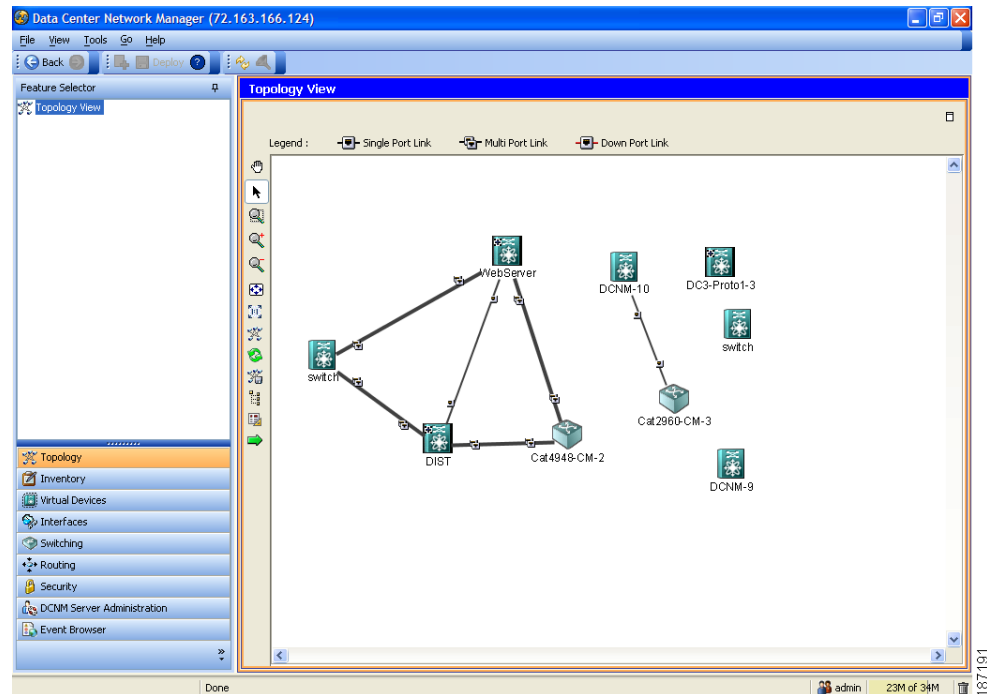 Data Center Network Manager (72.163.166.124)
File View Tools Go Help
Back Deploy
Feature Selector
Topology View
Topology View
Legend : Single Port Link Multi Port Link Down Port Link
WebServer
DCNM-10
DC3-Proto1-3
switch
switch
Cat2960-CM-3
DIST
Cat4948-CM-2
DCNM-9
Topology
Inventory
Virtual Devices
Interfaces
Switching
Routing
Security
DCNM Server Administration
Event Browser
Done
admin 23M of 34M
187191